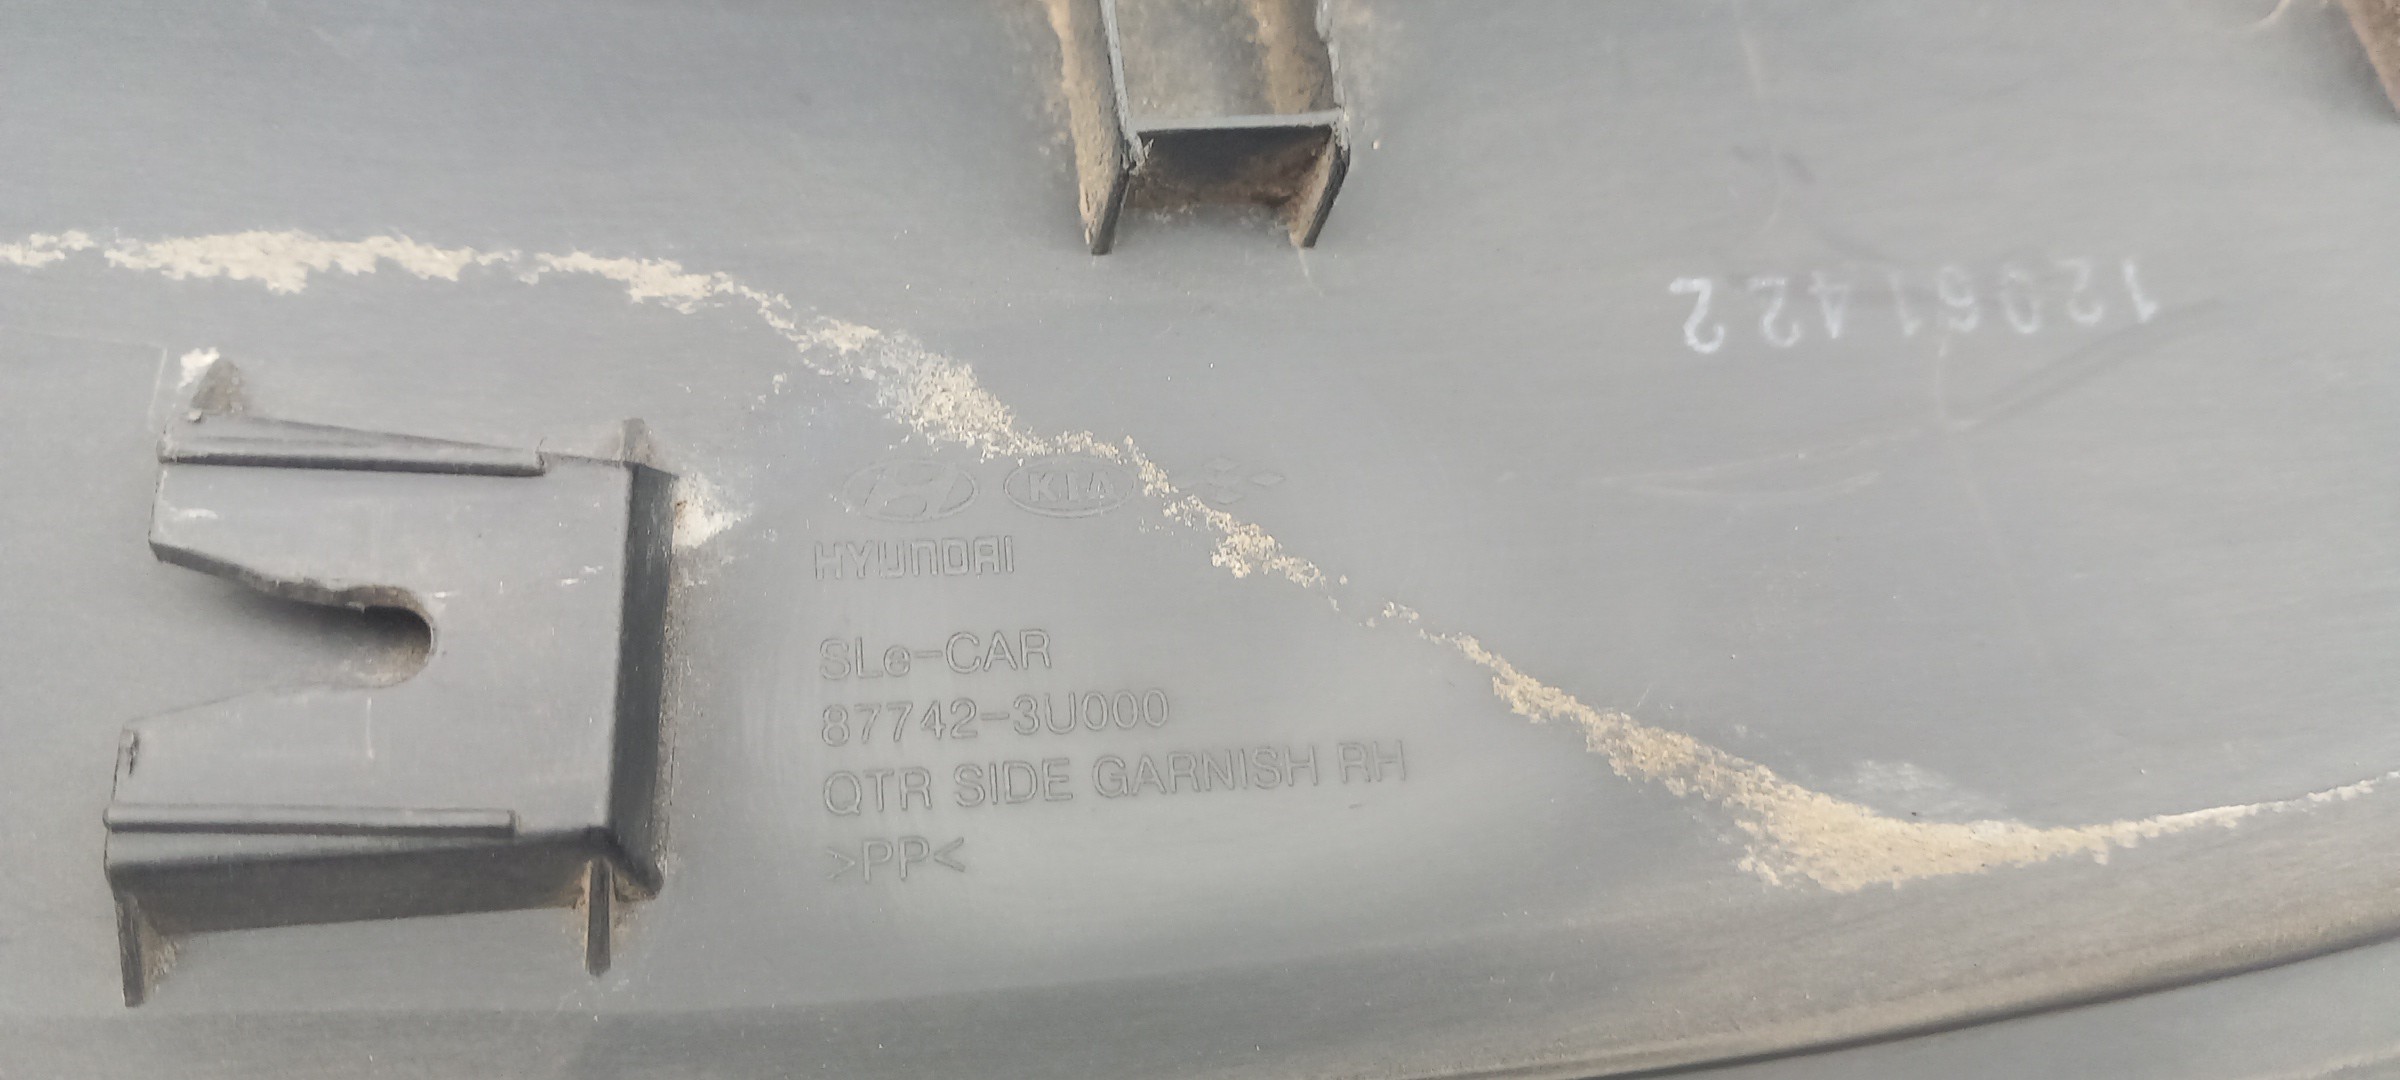 12061422
KIA
HYUNDAI
SLe-CAR
87742-3U000
QTR SIDE GARNISH RH
>PP<